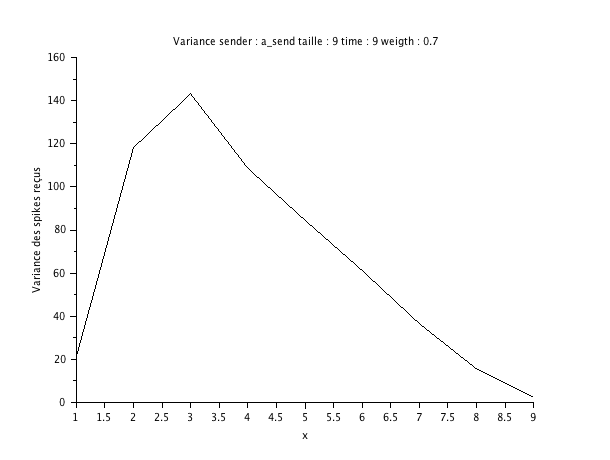 Variance sender : a_send taille : 9 time : 9 weigth : 0.7
160
140
120
100
80
60
40
20
0
Variance des spikes reçus
1 1.5 2 2.5 3 3.5 4 4.5 5 5.5 6 6.5 7 7.5 8 8.5 9
x